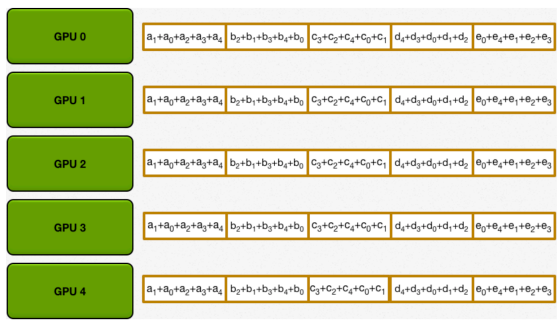 GPU 0 a₁+a₀+a₂+a₃+a₄ b₂+b₁+b₃+b₄+b₀ c₃+c₂+c₄+c₀+c₁ d₄+d₃+d₀+d₁+d₂ e₀+e₄+e₁+e₂+e₃
GPU 1 a₁+a₀+a₂+a₃+a₄ b₂+b₁+b₃+b₄+b₀ c₃+c₂+c₄+c₀+c₁ d₄+d₃+d₀+d₁+d₂ e₀+e₄+e₁+e₂+e₃
GPU 2 a₁+a₀+a₂+a₃+a₄ b₂+b₁+b₃+b₄+b₀ c₃+c₂+c₄+c₀+c₁ d₄+d₃+d₀+d₁+d₂ e₀+e₄+e₁+e₂+e₃
GPU 3 a₁+a₀+a₂+a₃+a₄ b₂+b₁+b₃+b₄+b₀ c₃+c₂+c₄+c₀+c₁ d₄+d₃+d₀+d₁+d₂ e₀+e₄+e₁+e₂+e₃
GPU 4 a₁+a₀+a₂+a₃+a₄ b₂+b₁+b₃+b₄+b₀ c₃+c₂+c₄+c₀+c₁ d₄+d₃+d₀+d₁+d₂ e₀+e₄+e₁+e₂+e₃